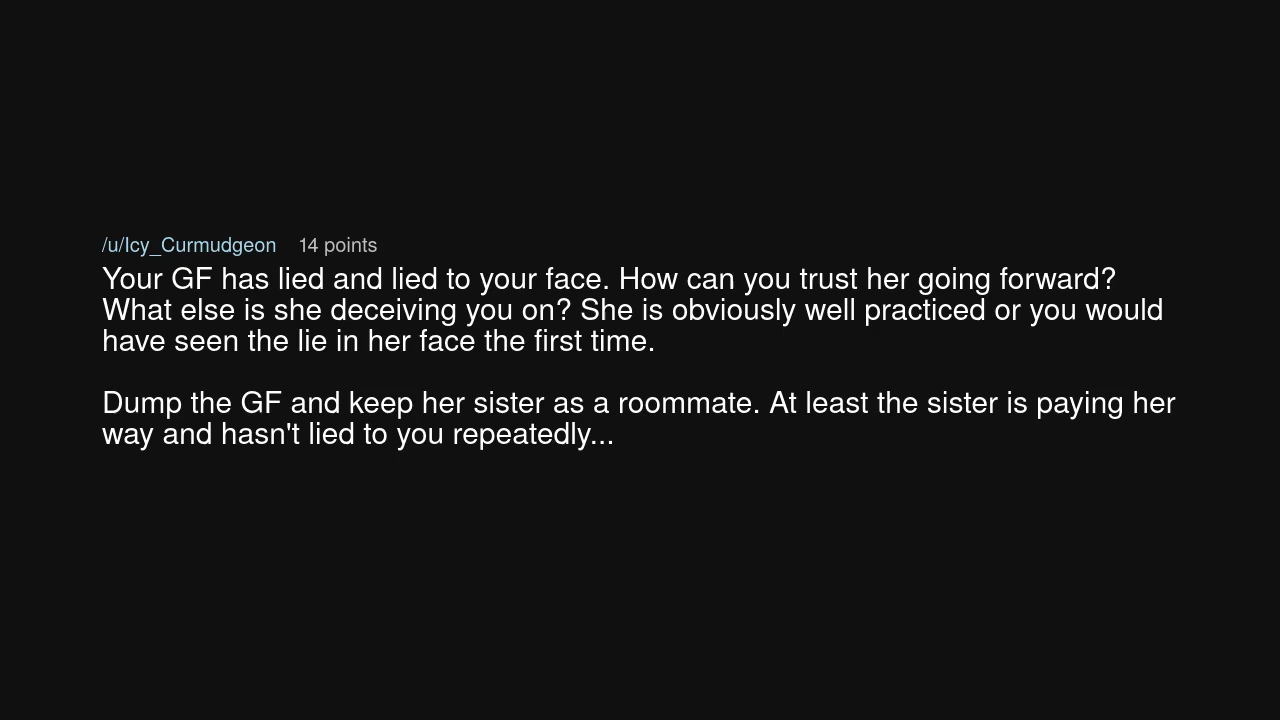 /u/Icy_Curmudgeon 14 points
Your GF has lied and lied to your face. How can you trust her going forward?
What else is she deceiving you on? She is obviously well practiced or you would
have seen the lie in her face the first time.
Dump the GF and keep her sister as a roommate. At least the sister is paying her
way and hasn't lied to you repeatedly...